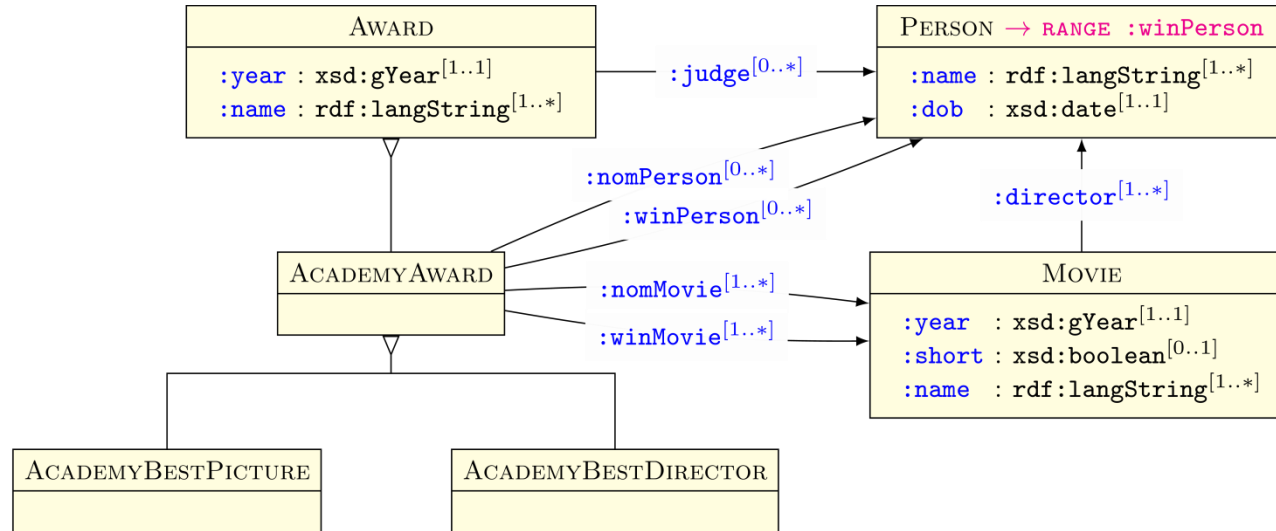 AWARD
:year : xsd:gYear[1..1]
:name : rdf:langString[1..*]
:judge[0..*]
PERSON → RANGE :winPerson
:name : rdf:langString[1..*]
:dob : xsd:date[1..1]
:nomPerson[0..*]
:winPerson[0..*]
:director[1..*]
ACADEMYAWARD
:nomMovie[1..*]
:winMovie[1..*]
MOVIE
:year : xsd:gYear[1..1]
:short : xsd:boolean[0..1]
:name : rdf:langString[1..*]
ACADEMYBESTPICTURE
ACADEMYBESTDIRECTOR